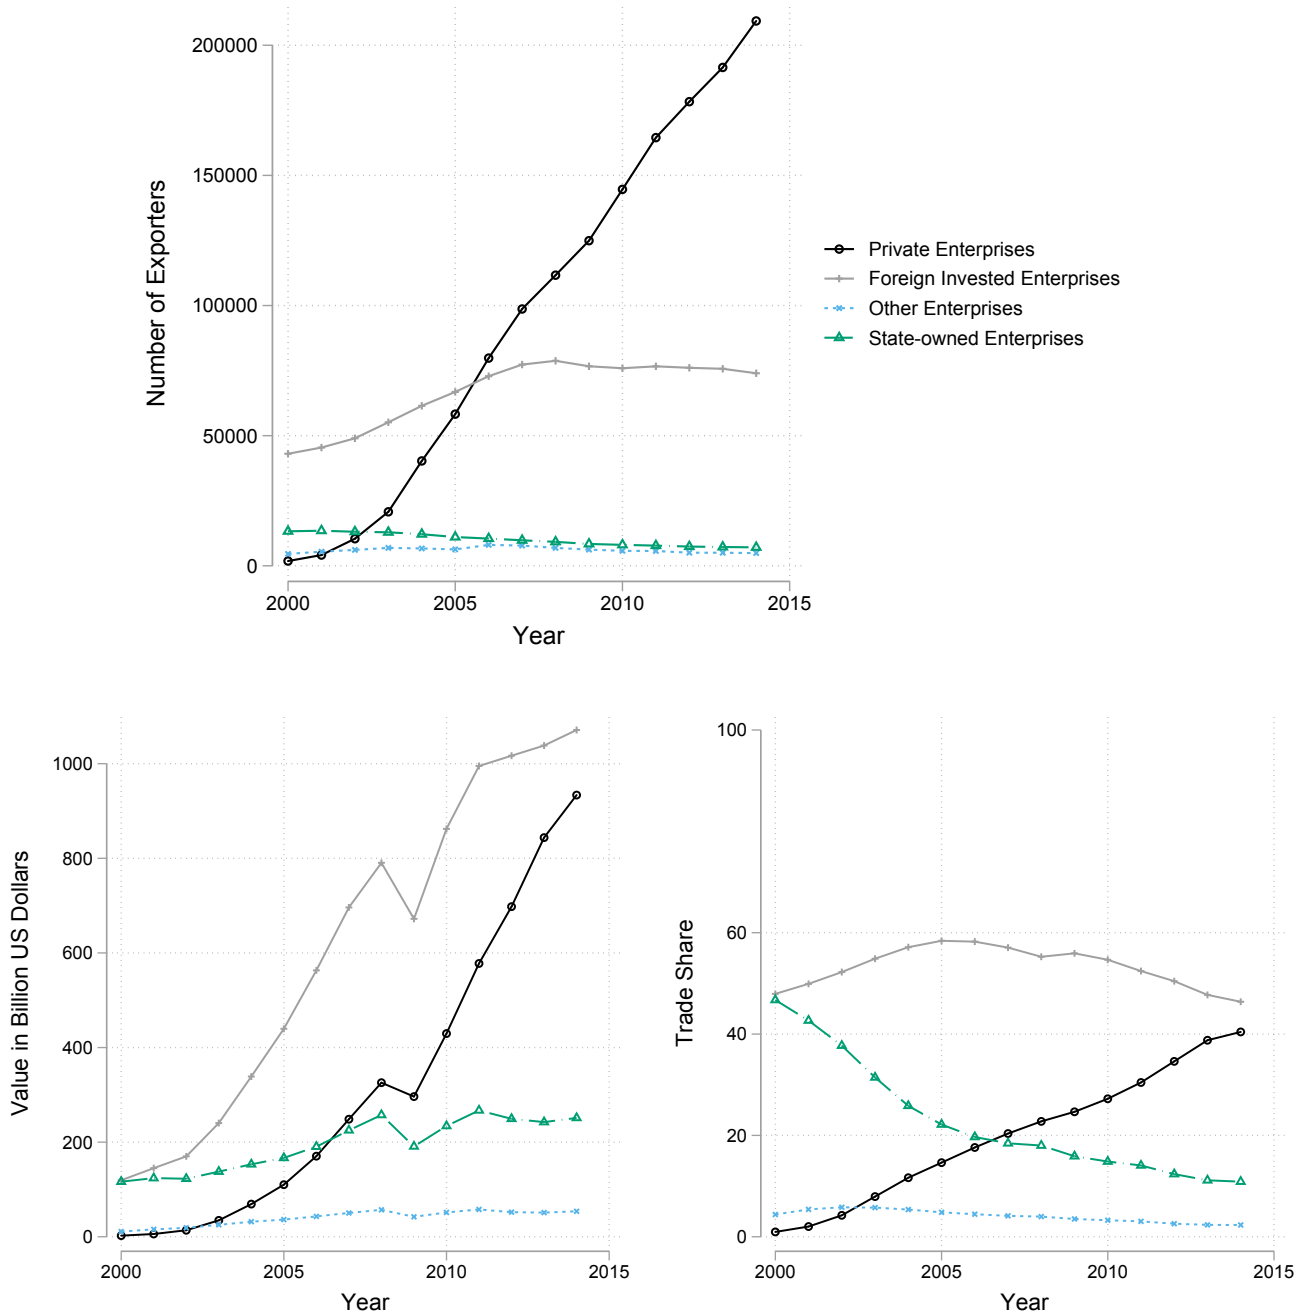 200000
150000
100000
50000
0
Number of Exporters
2000
2005
2010
2015
Year
Private Enterprises
Foreign Invested Enterprises
Other Enterprises
State-owned Enterprises
1000
800
600
400
200
0
Value in Billion US Dollars
2000
2005
2010
2015
Year
100
60
40
20
0
Trade Share
2000
2005
2010
2015
Year